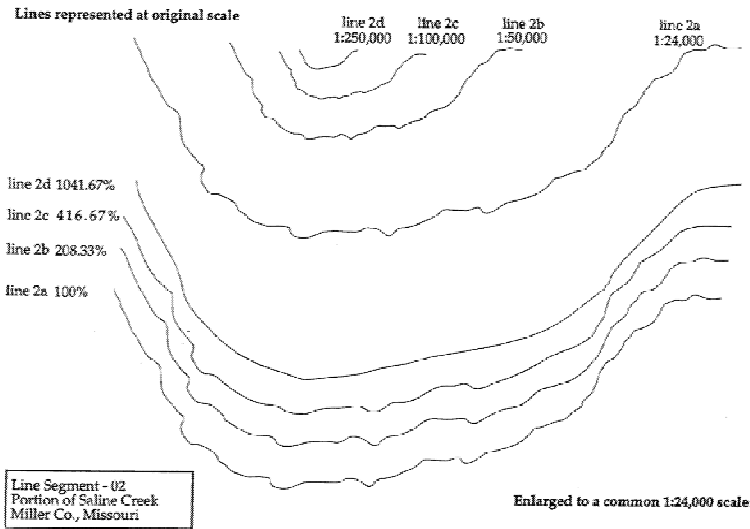 Lines represented at original scale
line 2d
1:250,000
line 2c
1:100,000
line 2b
1:50,000
line 2a
1:24,000
line 2d 1041.67%
line 2c 416.67%
line 2b 208.33%
line 2a 100%
Line Segment - 02
Portion of Saline Creek
Miller Co., Missouri
Enlarged to a common 1:24,000 scale